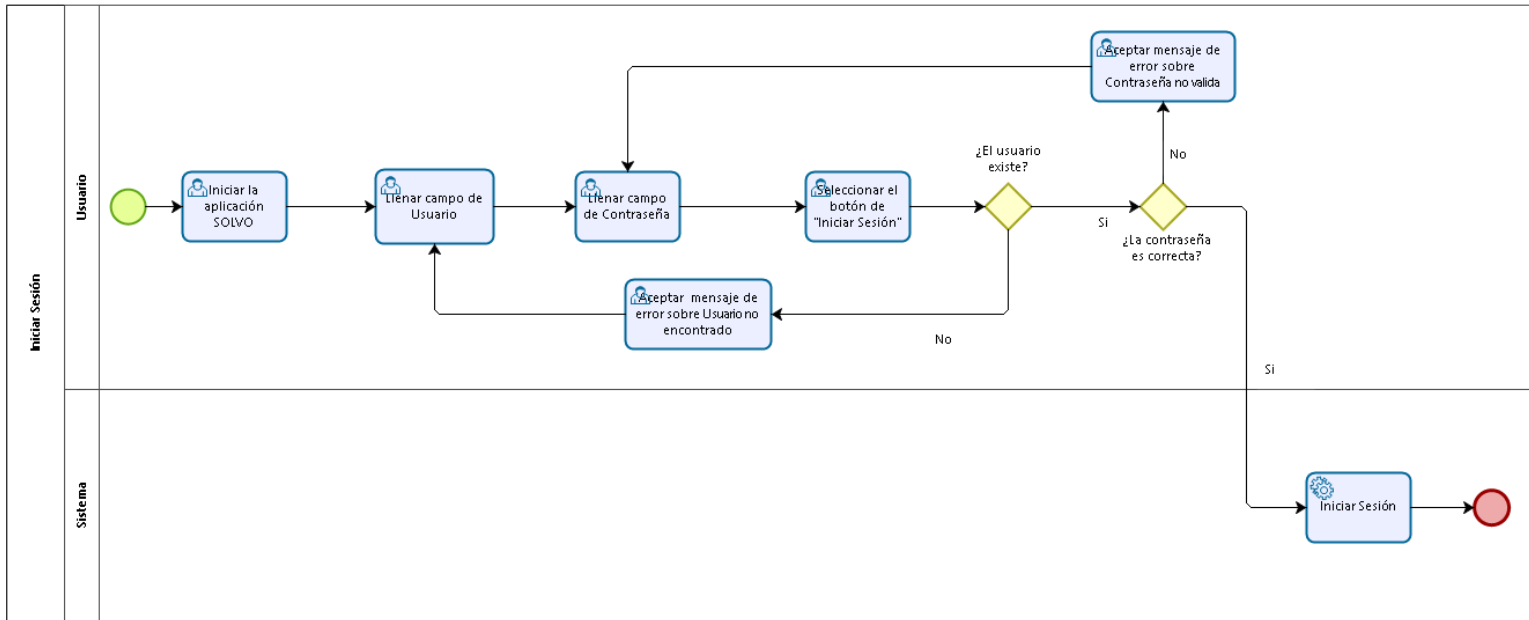 Iniciar Sesión
Usuario
Iniciar la
aplicación
SOLVO
Llenar campo de
Usuario
Llenar campo
de Contraseña
Seleccionar el
botón de
"Iniciar Sesión"
¿El usuario
existe?
Si
¿La contraseña
es correcta?
No
Aceptar mensaje de
error sobre
Contraseña no valida
No
Aceptar mensaje de
error sobre Usuario no
encontrado
Si
Sistema
Iniciar Sesión